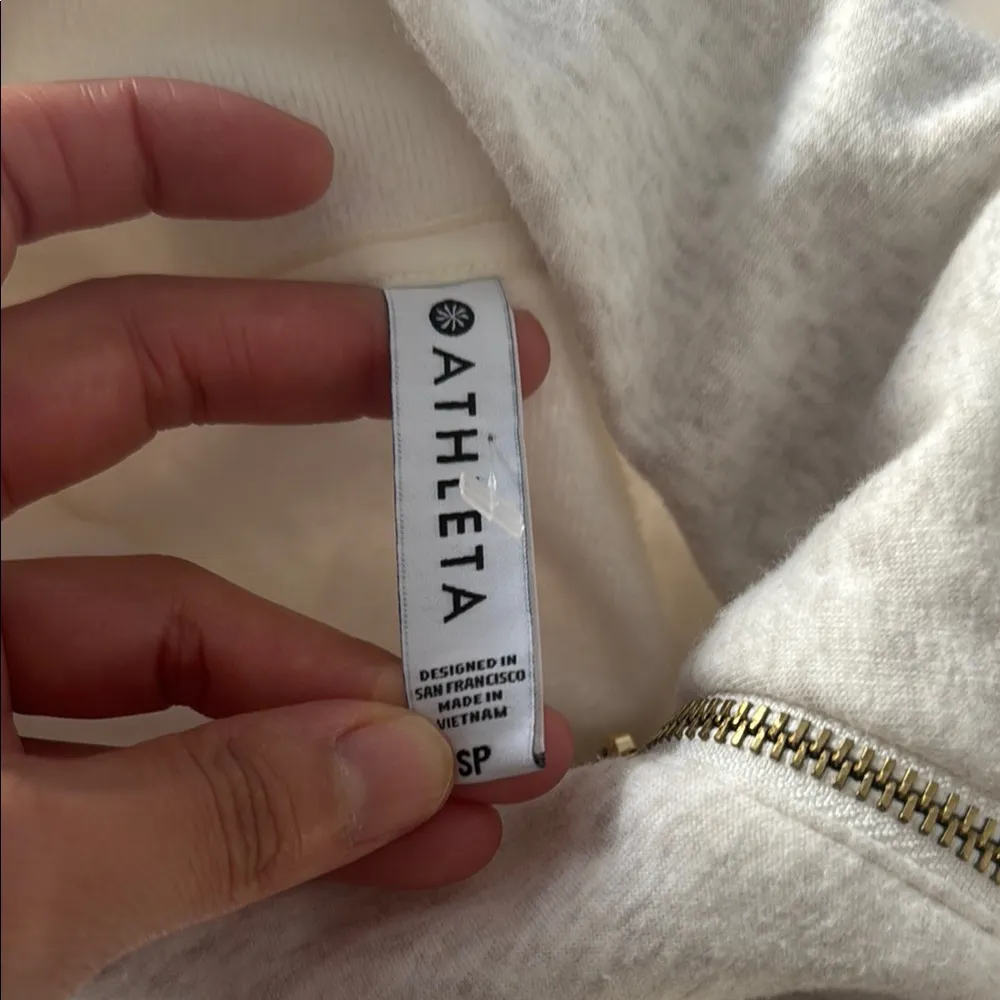 ATHLETA
DESIGNED IN
SAN FRANCISCO
MADE IN
VIETNAM
SP